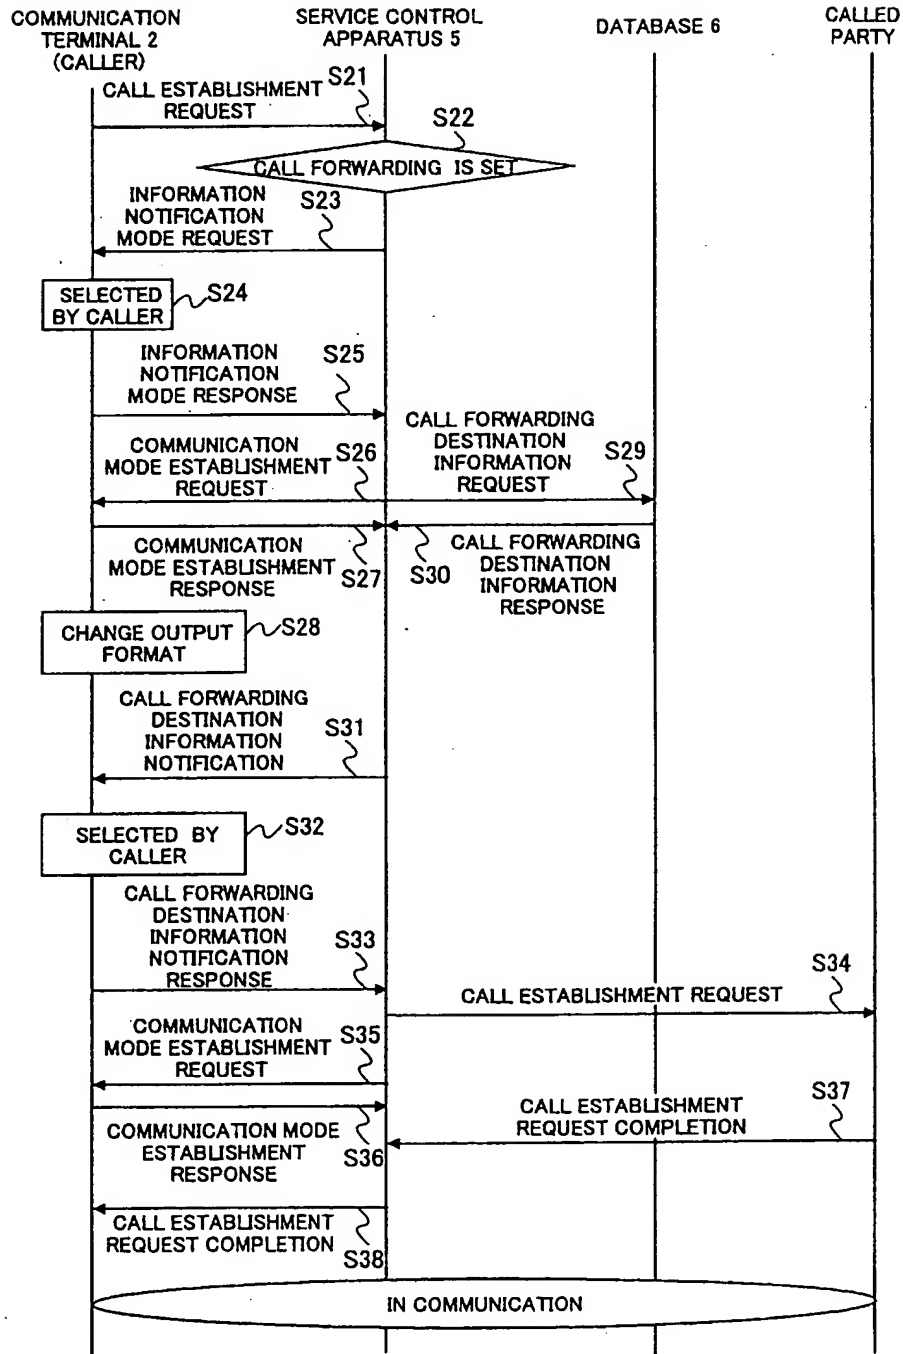 COMMUNICATION
TERMINAL 2
(CALLER)
SERVICE CONTROL
APPARATUS 5
DATABASE 6
CALLED
PARTY
CALL ESTABLISHMENT
REQUEST
S21
S22
CALL FORWARDING IS SET
INFORMATION
NOTIFICATION
MODE REQUEST
S23
SELECTED
BY CALLER
S24
INFORMATION
NOTIFICATION
MODE RESPONSE
S25
COMMUNICATION
MODE ESTABLISHMENT
REQUEST
S26
CALL FORWARDING
DESTINATION
INFORMATION
REQUEST
S29
COMMUNICATION
MODE ESTABLISHMENT
RESPONSE
S27
S30
CALL FORWARDING
DESTINATION
INFORMATION
RESPONSE
CHANGE OUTPUT
FORMAT
S28
CALL FORWARDING
DESTINATION
INFORMATION
NOTIFICATION
S31
SELECTED BY
CALLER
S32
CALL FORWARDING
DESTINATION
INFORMATION
NOTIFICATION
RESPONSE
S33
CALL ESTABLISHMENT REQUEST
S34
COMMUNICATION
MODE ESTABLISHMENT
REQUEST
S35
COMMUNICATION MODE
ESTABLISHMENT
RESPONSE
S36
CALL ESTABLISHMENT
REQUEST COMPLETION
S37
CALL ESTABLISHMENT
REQUEST COMPLETION
S38
IN COMMUNICATION